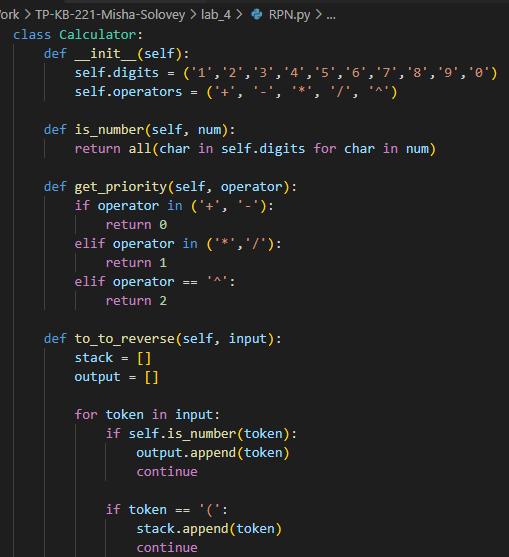 ork > TP-KB-221-Misha-Solovey > lab_4 > RPN.py > ...
class Calculator:
    def __init__(self):
        self.digits = ('1','2','3','4','5','6','7','8','9','0')
        self.operators = ('+', '-', '*', '/', '^')

    def is_number(self, num):
        return all(char in self.digits for char in num)

    def get_priority(self, operator):
        if operator in ('+', '-'):
            return 0
        elif operator in ('*','/'):
            return 1
        elif operator == '^':
            return 2

    def to_to_reverse(self, input):
        stack = []
        output = []

        for token in input:
            if self.is_number(token):
                output.append(token)
                continue

            if token == '(':
                stack.append(token)
                continue